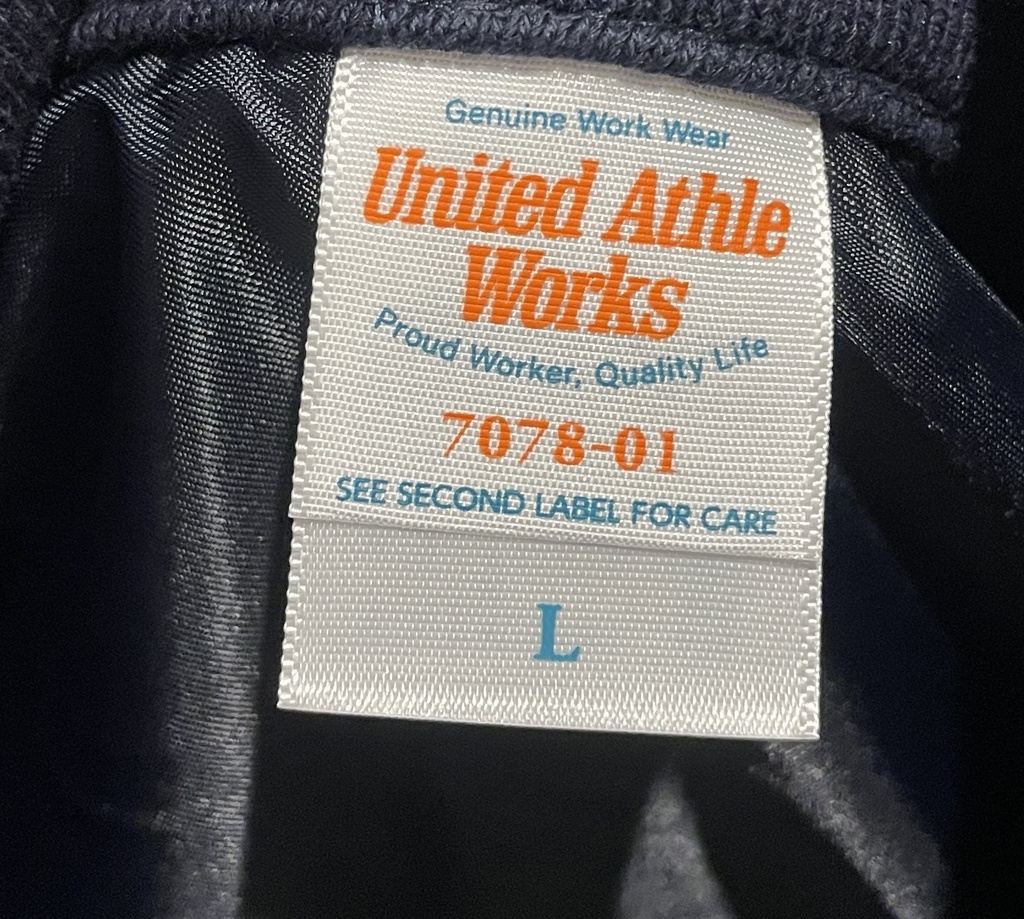 Genuine Work Wear
United Athle
Works
Proud Worker, Quality Life
7078-01
SEE SECOND LABEL FOR CARE
L